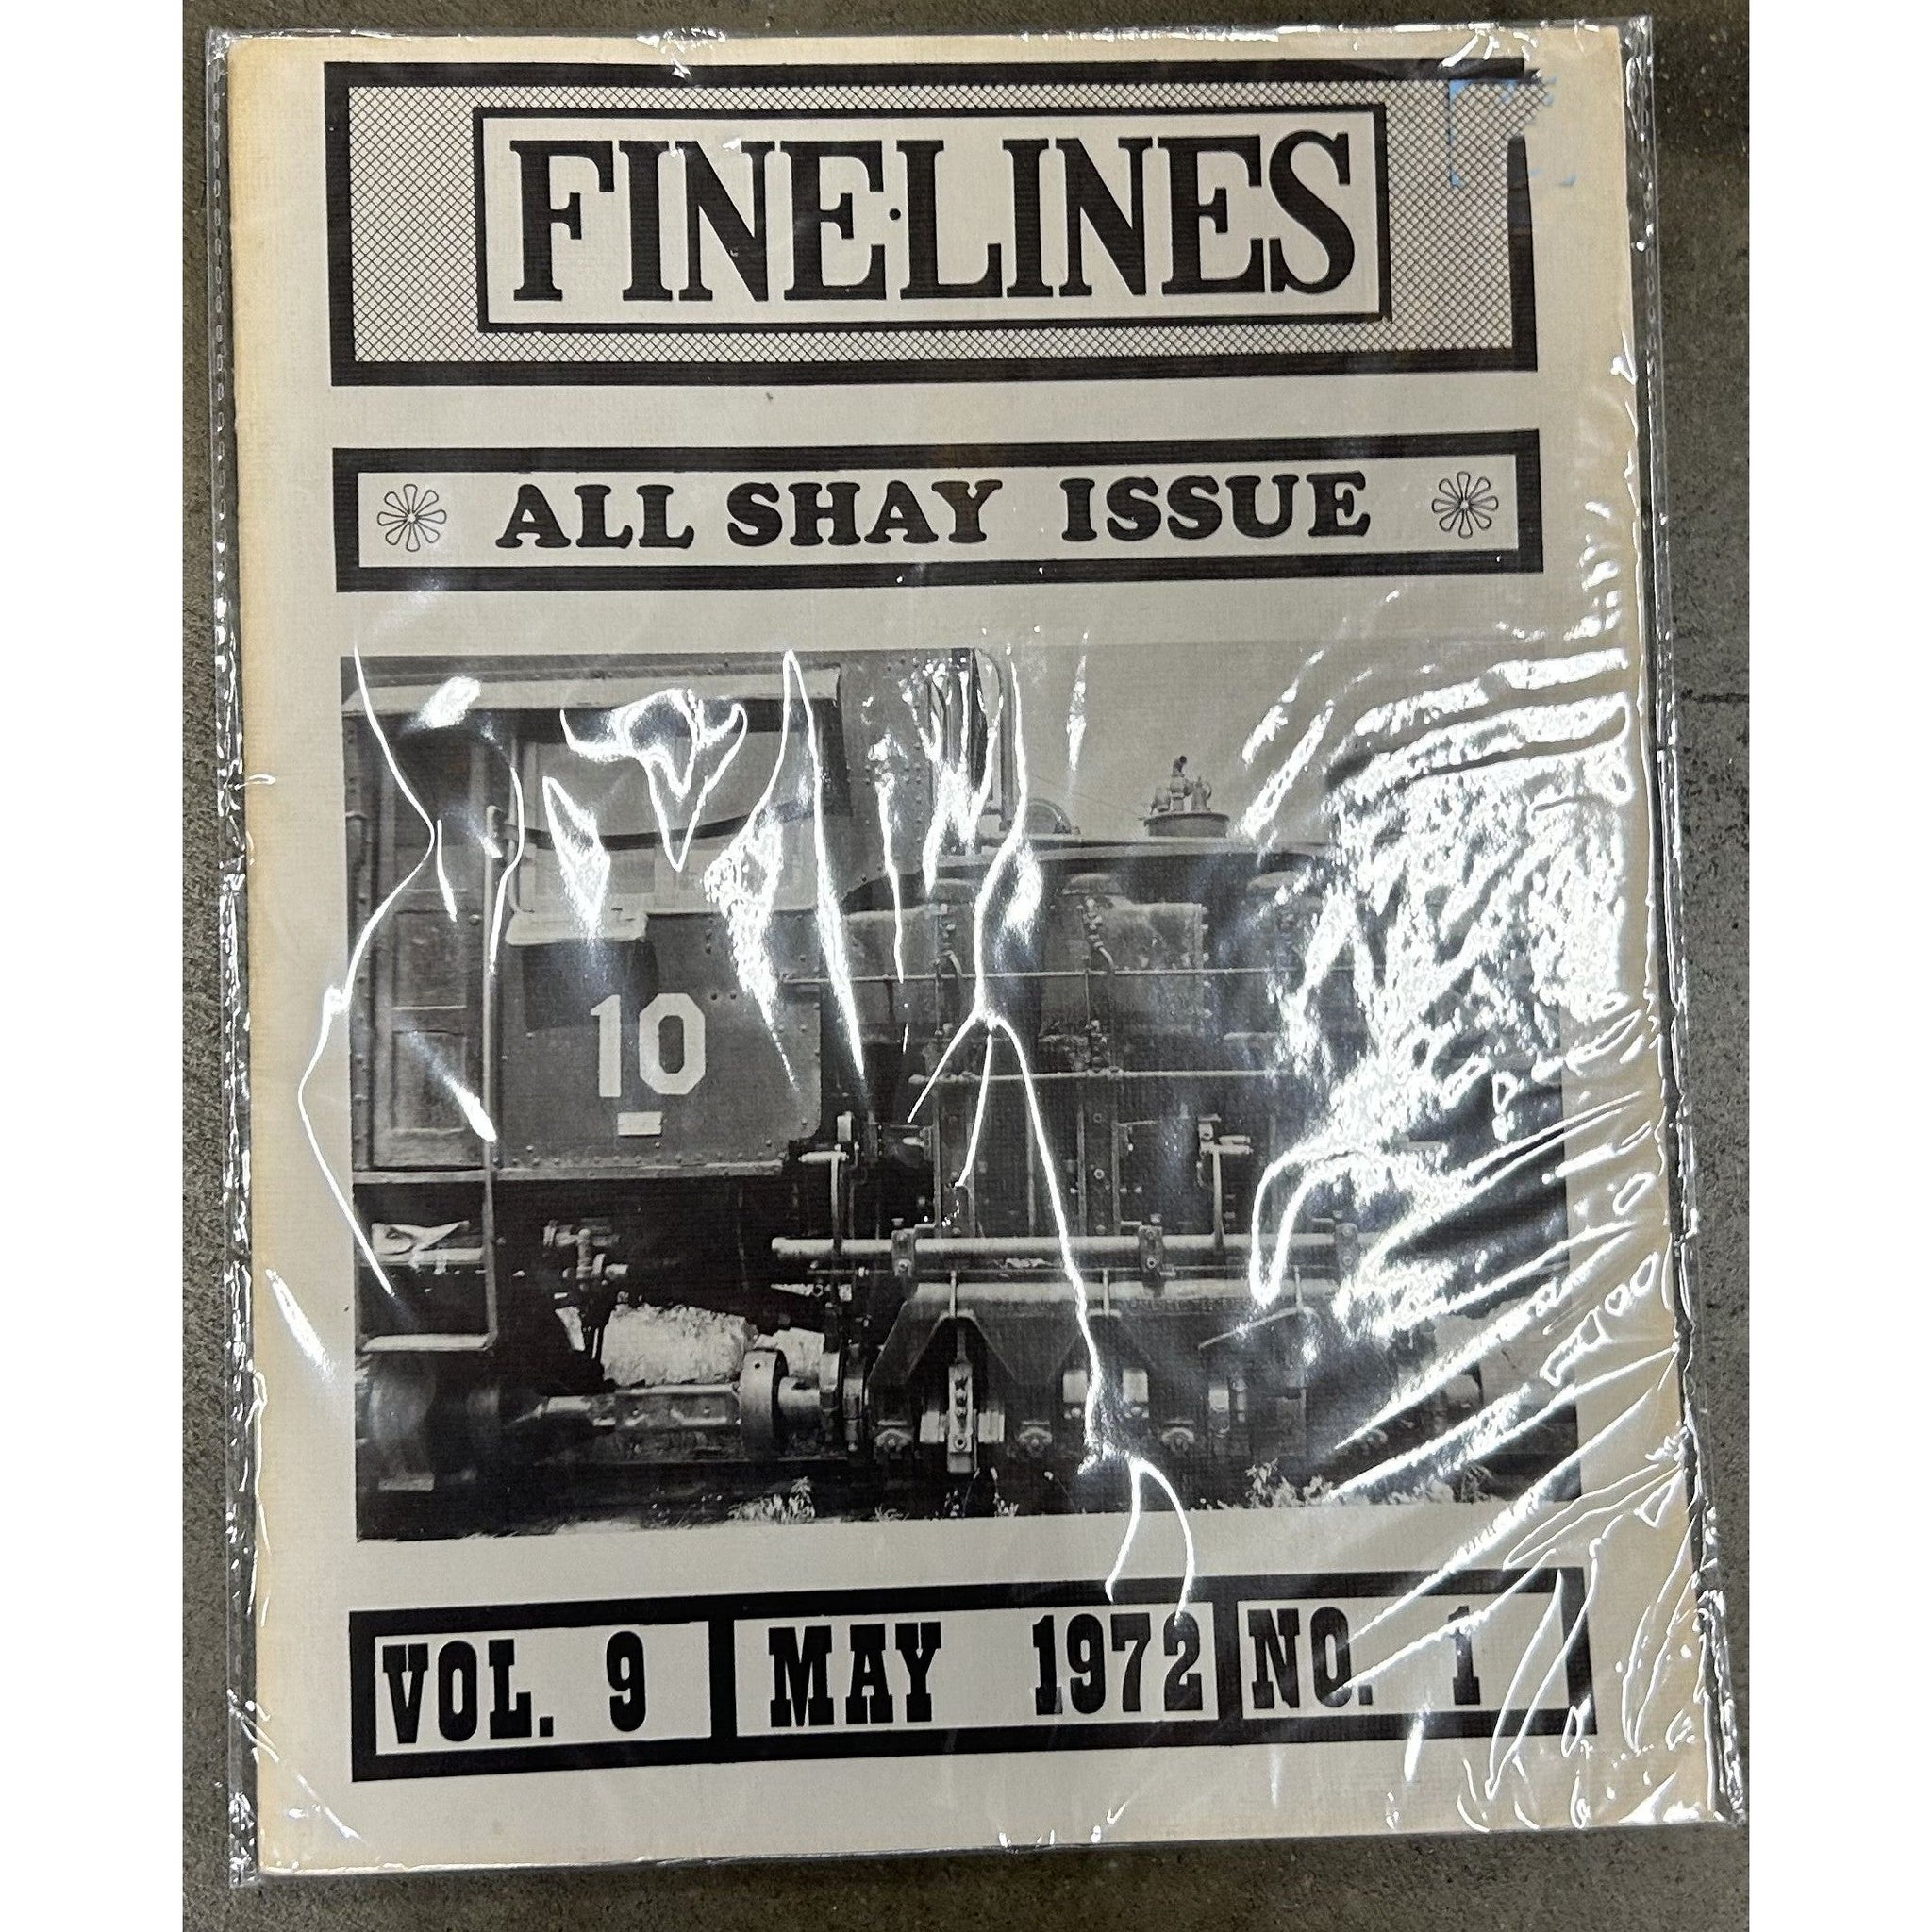 FINE·LINES
ALL SHAY ISSUE
10
VOL. 9 MAY 1972 NO. 1